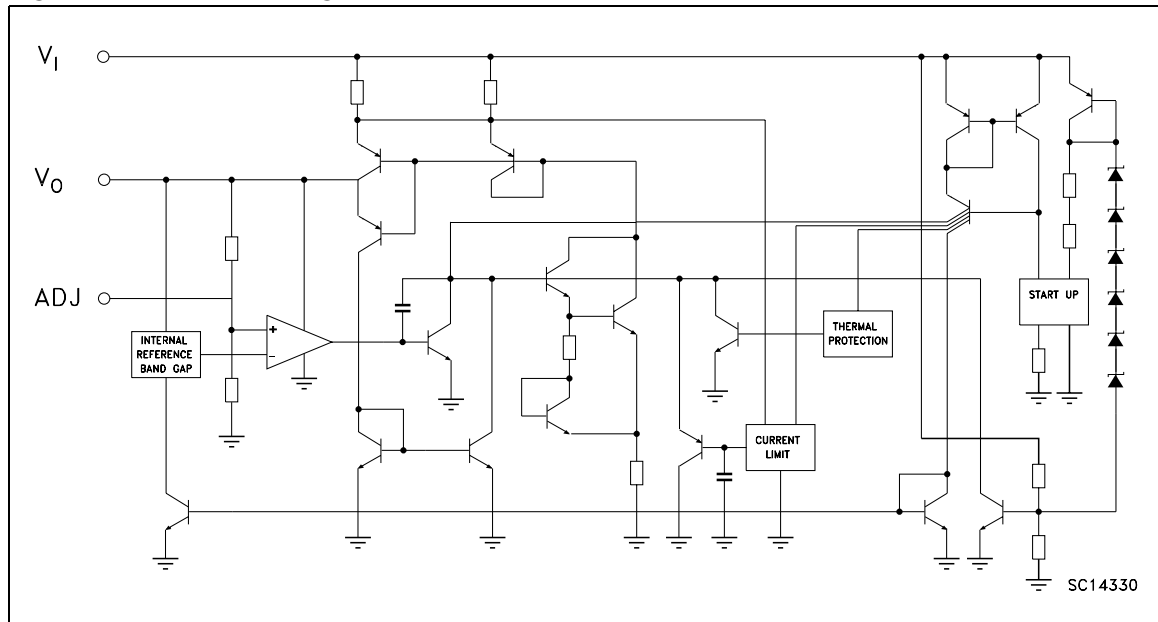 V_I
V_O
ADJ
INTERNAL
REFERENCE
BAND GAP
+
-
THERMAL
PROTECTION
START UP
CURRENT
LIMIT
SC14330